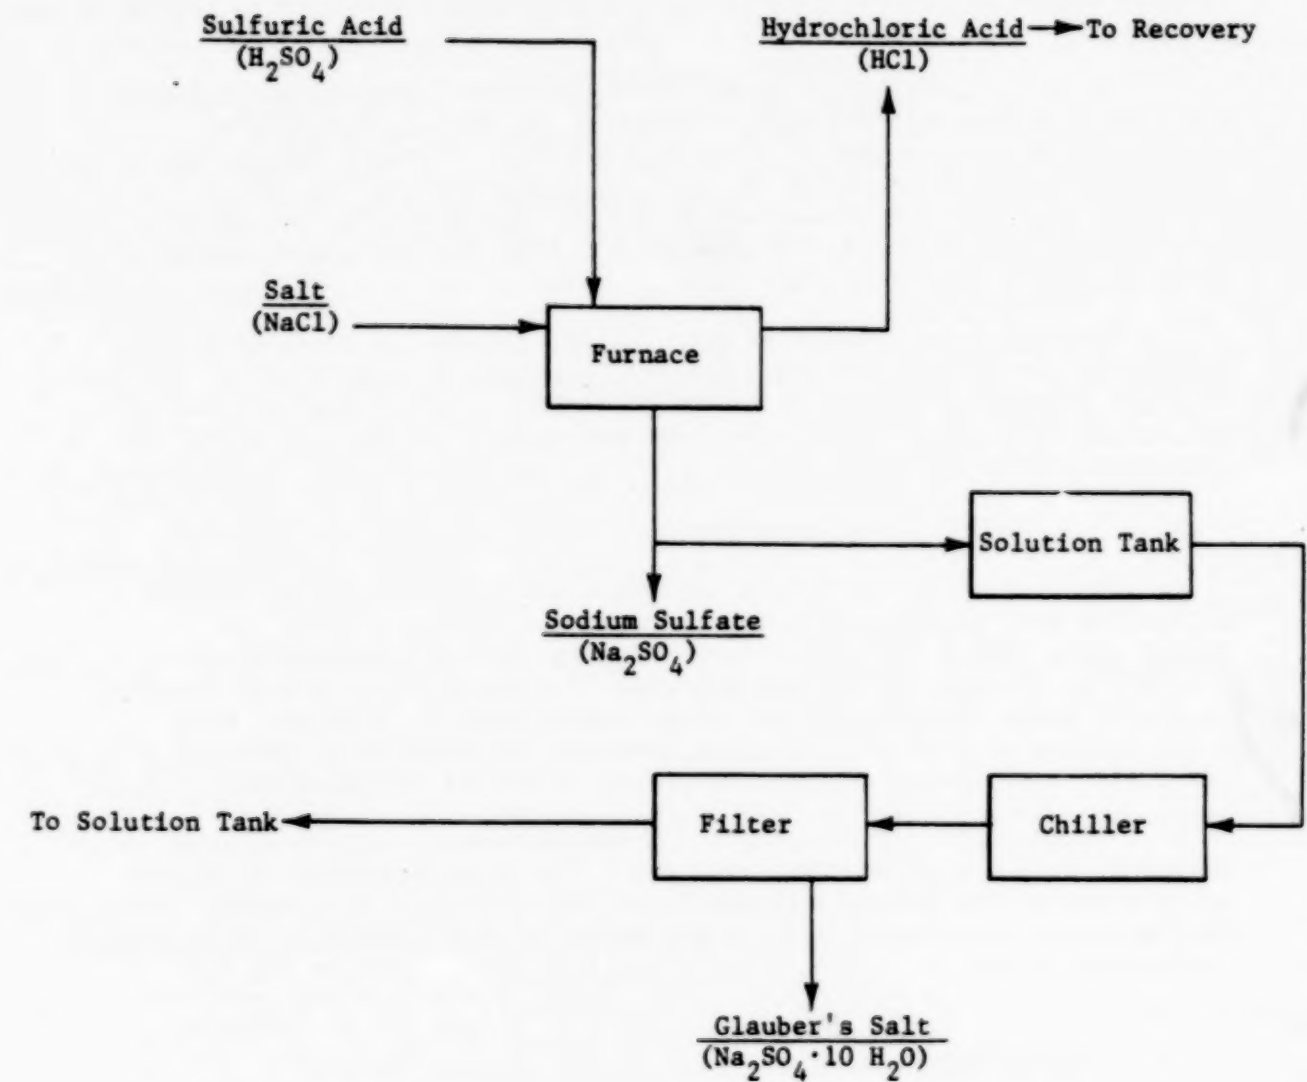 Sulfuric Acid
(H₂SO₄)
Hydrochloric Acid
(HCl)
To Recovery
Salt
(NaCl)
Furnace
Solution Tank
Sodium Sulfate
(Na₂SO₄)
To Solution Tank
Filter
Chiller
Glauber's Salt
(Na₂SO₄·10 H₂O)